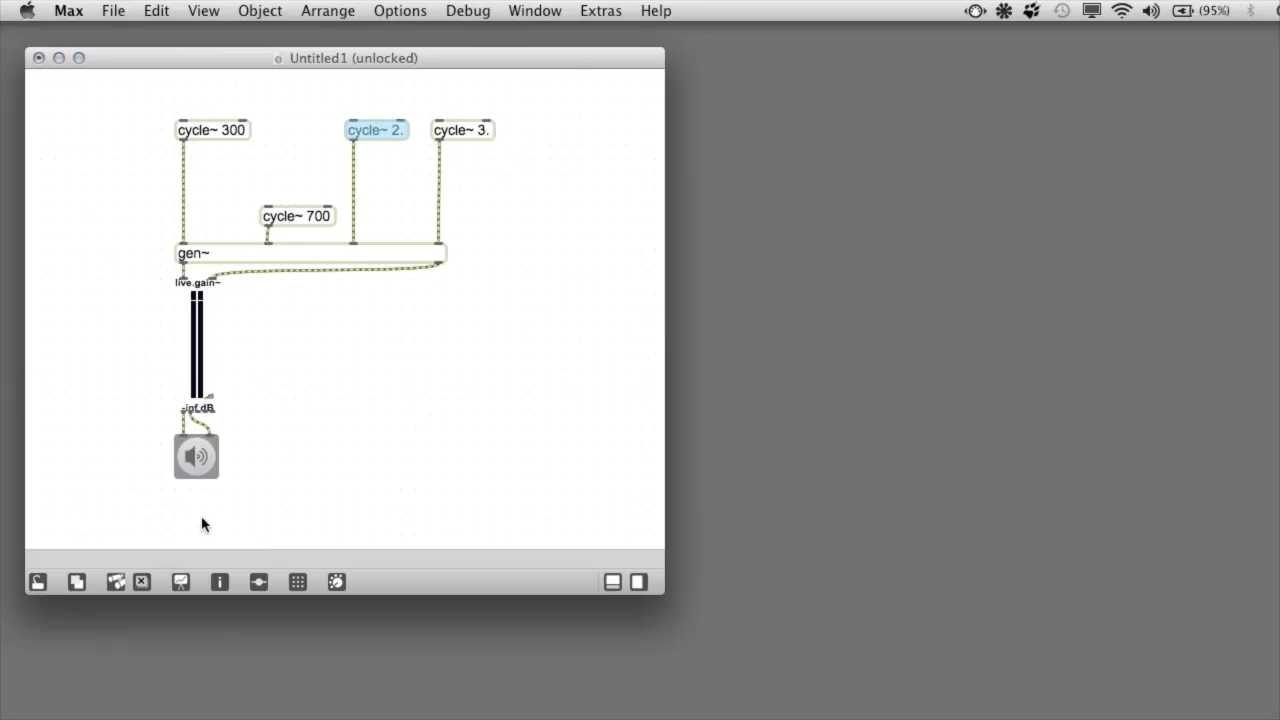 Max File Edit View Object Arrange Options Debug Window Extras Help (95%)
Untitled1 (unlocked)
cycle~ 300
cycle~ 2.
cycle~ 3.
cycle~ 700
gen~
live.gain~
-inf dB